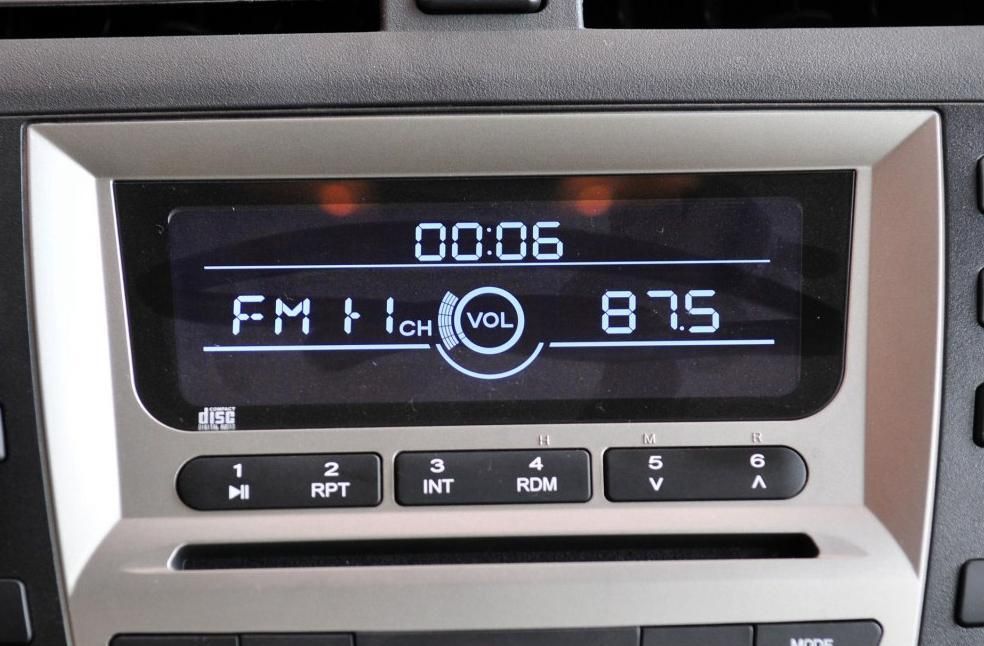 00:06
FM 1-1 CH VOL 87.5
COMPACT
disc
DIGITAL AUDIO
H M R
1 2 3 4 5 6
RPT INT RDM
MODE